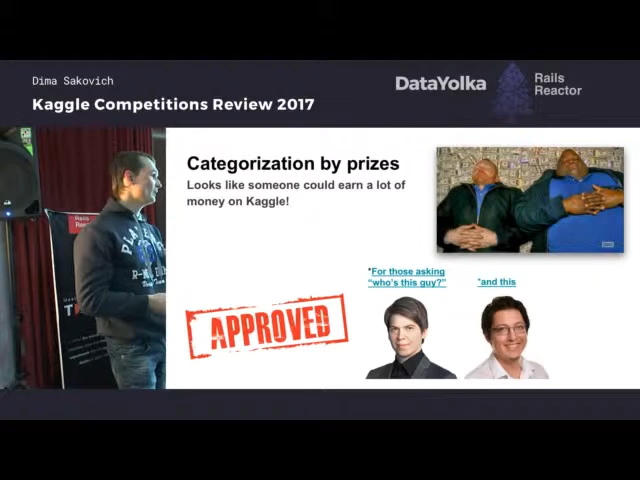 Dima Sakovich
Kaggle Competitions Review 2017
DataYolka
Rails
Reactor
Categorization by prizes
Looks like someone could earn a lot of
money on Kaggle!
*For those asking
"who's this guy?"
*and this
APPROVED
Rails